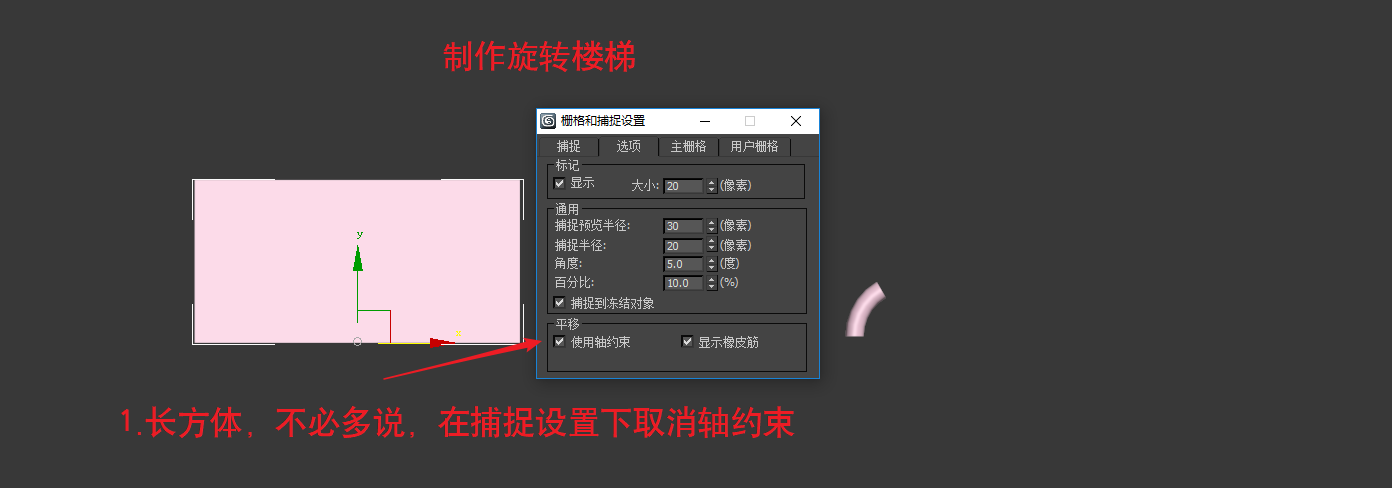 制作旋转楼梯
栅格和捕捉设置
捕捉 选项 主栅格 用户栅格
标记
显示 大小: 20 (像素)
通用
捕捉预览半径: 30 (像素)
捕捉半径: 20 (像素)
角度: 5.0 (度)
百分比: 10.0 (%)
捕捉到冻结对象
平移
使用轴约束 显示橡皮筋
y
1.长方体，不必多说，在捕捉设置下取消轴约束